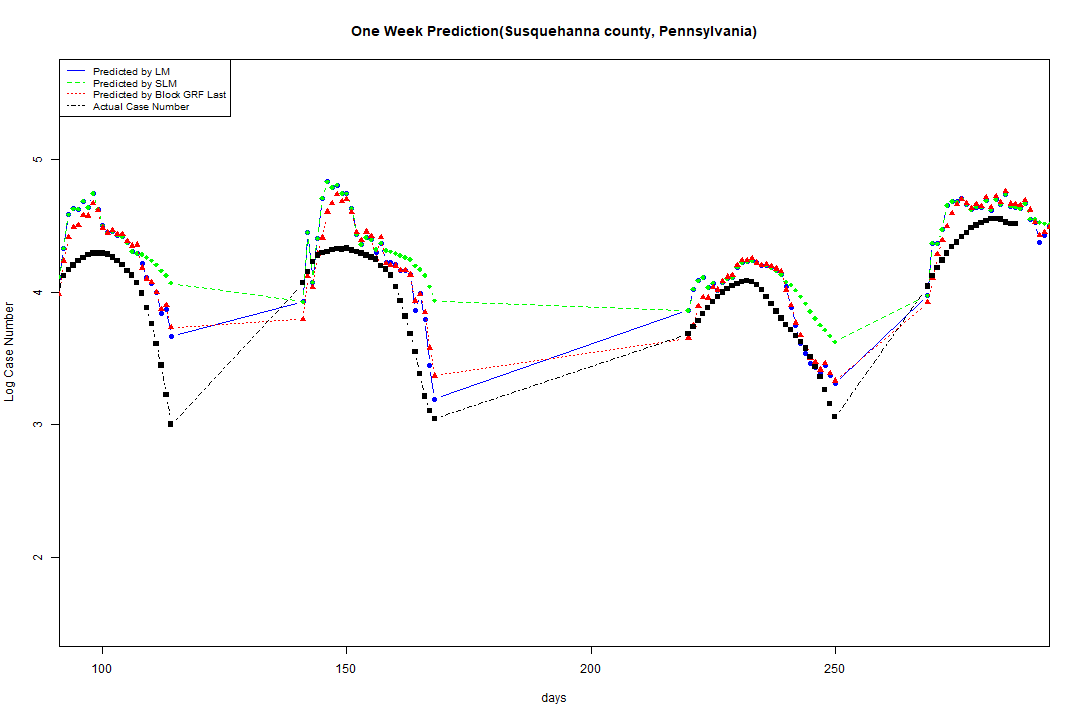 One Week Prediction(Susquehanna county, Pennsylvania)
Predicted by LM
Predicted by SLM
Predicted by Block GRF Last
Actual Case Number
5
4
3
2
Log Case Number
100 150 200 250
days